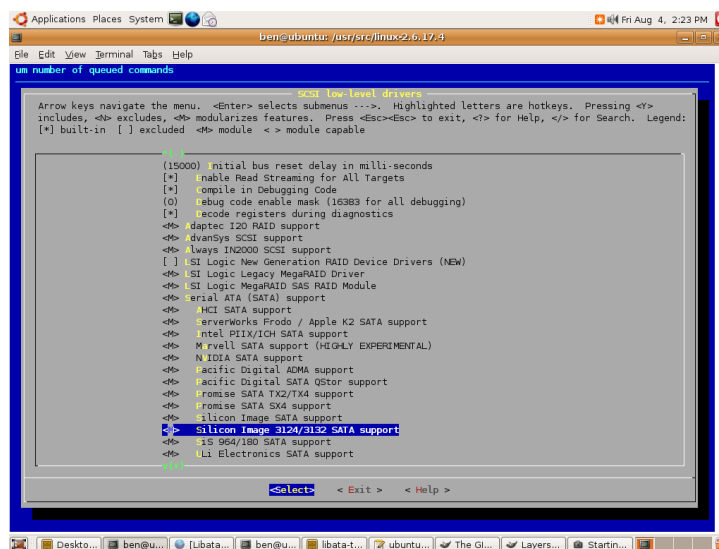 Applications Places System Fri Aug 4, 2:23 PM
ben@ubuntu: /usr/src/linux-2.6.17.4
File Edit View Terminal Tabs Help
um number of queued commands
SCSI low-level drivers
Arrow keys navigate the menu. <Enter> selects submenus --->. Highlighted letters are hotkeys. Pressing <Y>
includes, <N> excludes, <M> modularizes features. Press <Esc><Esc> to exit, <?> for Help, </> for Search. Legend:
[*] built-in [ ] excluded <M> module < > module capable
(15000) Initial bus reset delay in milli-seconds
[*] Enable Read Streaming for All Targets
[*] Compile in Debugging Code
(0) Debug code enable mask (16383 for all debugging)
[*] Decode registers during diagnostics
<M> Adaptec I2O RAID support
<M> AdvanSys SCSI support
<M> Always IN2000 SCSI support
[ ] LSI Logic New Generation RAID Device Drivers (NEW)
<M> LSI Logic Legacy MegaRAID Driver
<M> LSI Logic MegaRAID SAS RAID Module
<M> Serial ATA (SATA) support
<M> AHCI SATA support
<M> ServerWorks Frodo / Apple K2 SATA support
<M> Intel PIIX/ICH SATA support
<M> Marvell SATA support (HIGHLY EXPERIMENTAL)
<M> NVIDIA SATA support
<M> Pacific Digital ADMA support
<M> Pacific Digital SATA QStor support
<M> Promise SATA TX2/TX4 support
<M> Promise SATA SX4 support
<M> Silicon Image SATA support
<M> Silicon Image 3124/3132 SATA support
<M> SiS 964/180 SATA support
<M> ULi Electronics SATA support
<Select> < Exit > < Help >
Deskto... ben@u... [Libata... ben@u... libata-t... ubuntu... The GI... Layers... Startin...